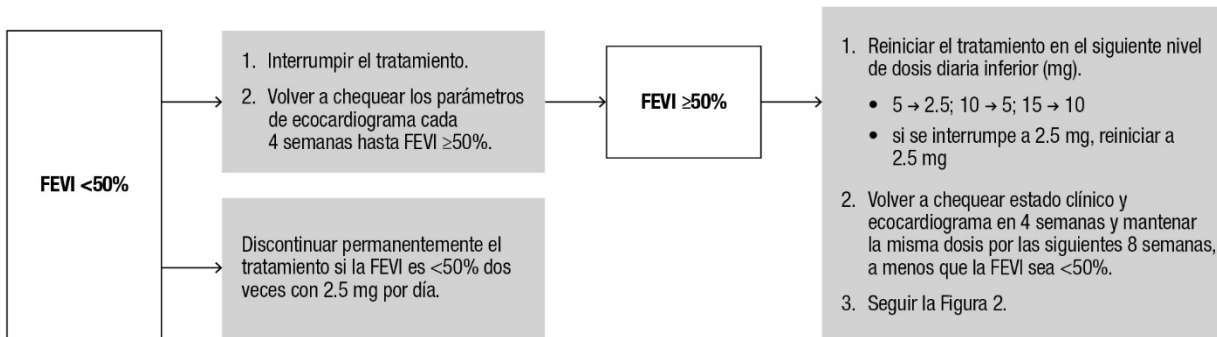 FEVI <50%
1. Interrumpir el tratamiento.
2. Volver a chequear los parámetros
de ecocardiograma cada
4 semanas hasta FEVI ≥50%.
Discontinuar permanentemente el
tratamiento si la FEVI es <50% dos
veces con 2.5 mg por día.
FEVI ≥50%
1. Reiniciar el tratamiento en el siguiente nivel
de dosis diaria inferior (mg).
• 5 → 2.5; 10 → 5; 15 → 10
• si se interrumpe a 2.5 mg, reiniciar a
2.5 mg
2. Volver a chequear estado clínico y
ecocardiograma en 4 semanas y mantenar
la misma dosis por las siguientes 8 semanas,
a menos que la FEVI sea <50%.
3. Seguir la Figura 2.